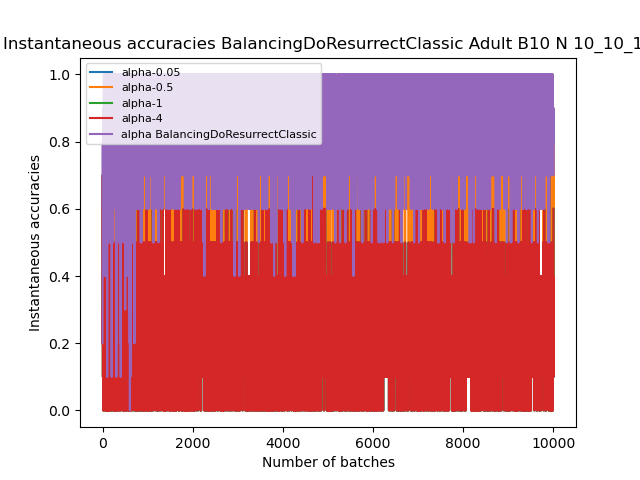 Instantaneous accuracies BalancingDoResurrectClassic Adult B10 N 10_10_1
alpha-0.05
alpha-0.5
alpha-1
alpha-4
alpha BalancingDoResurrectClassic
1.0
0.8
0.6
0.4
0.2
0.0
Instantaneous accuracies
0 2000 4000 6000 8000 10000
Number of batches